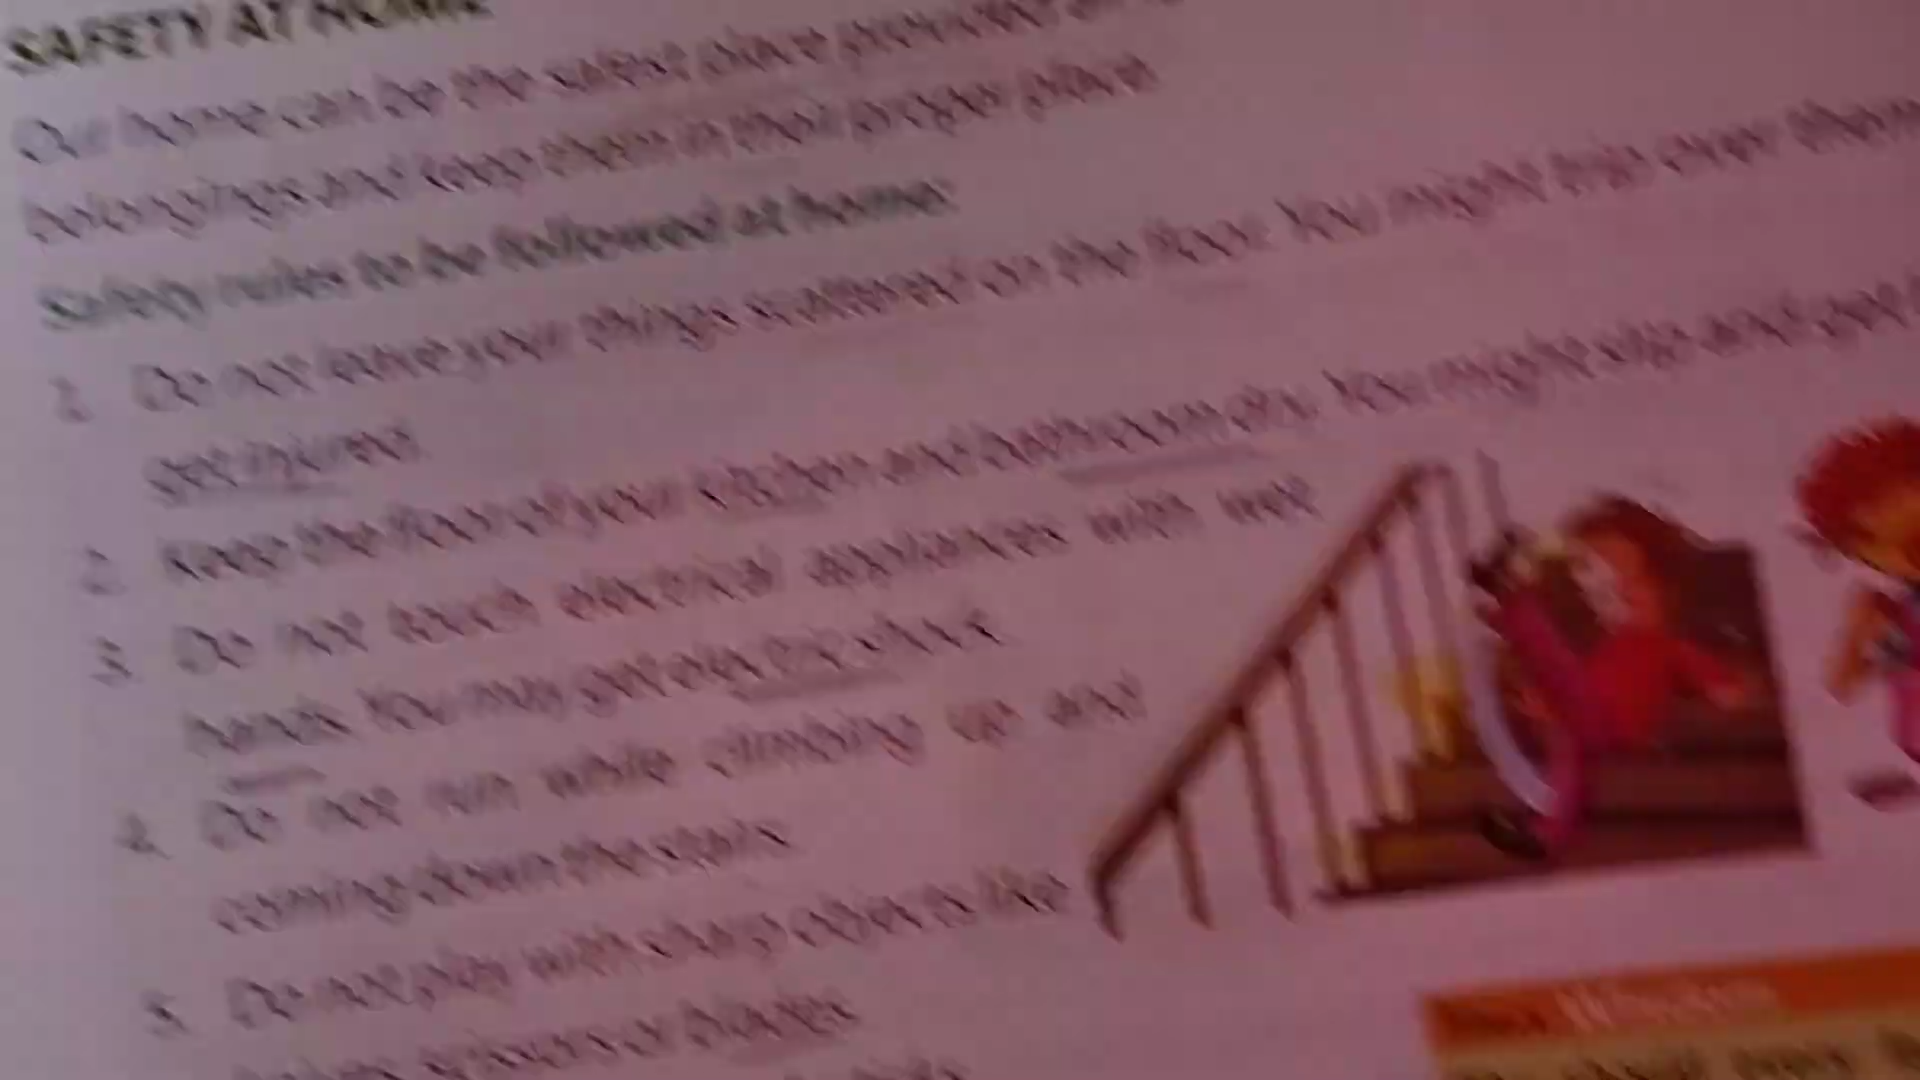 SAFETY AT HOME
Our home can be the safest place provided
belongings and keep them in their proper place.
Safety rules to be followed at home:
1. Do not leave your things scattered on the floor. You might trip over them
get injured.
2. Keep the floor of your kitchen and bathroom dry. You might slip and get
3. Do not touch electrical appliances with wet
hands. You may get electric shock.
4. Do not run while climbing up and
coming down the stairs.
5. Do not play with sharp objects like
scissors or blades.